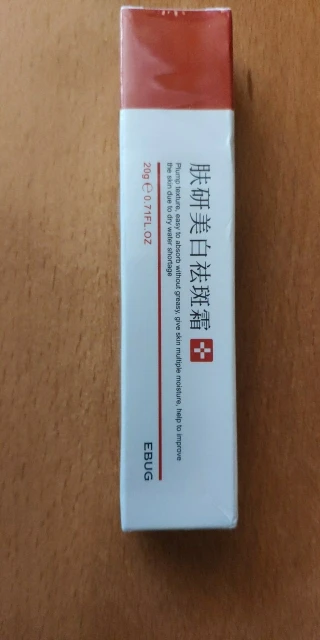 肤研美白祛斑霜
Plump texture, easy to absorb without greasy, give skin multiple moisture, help to improve
the skin due to dry water shortage
20g ℮ 0.71FL.OZ
EBUG